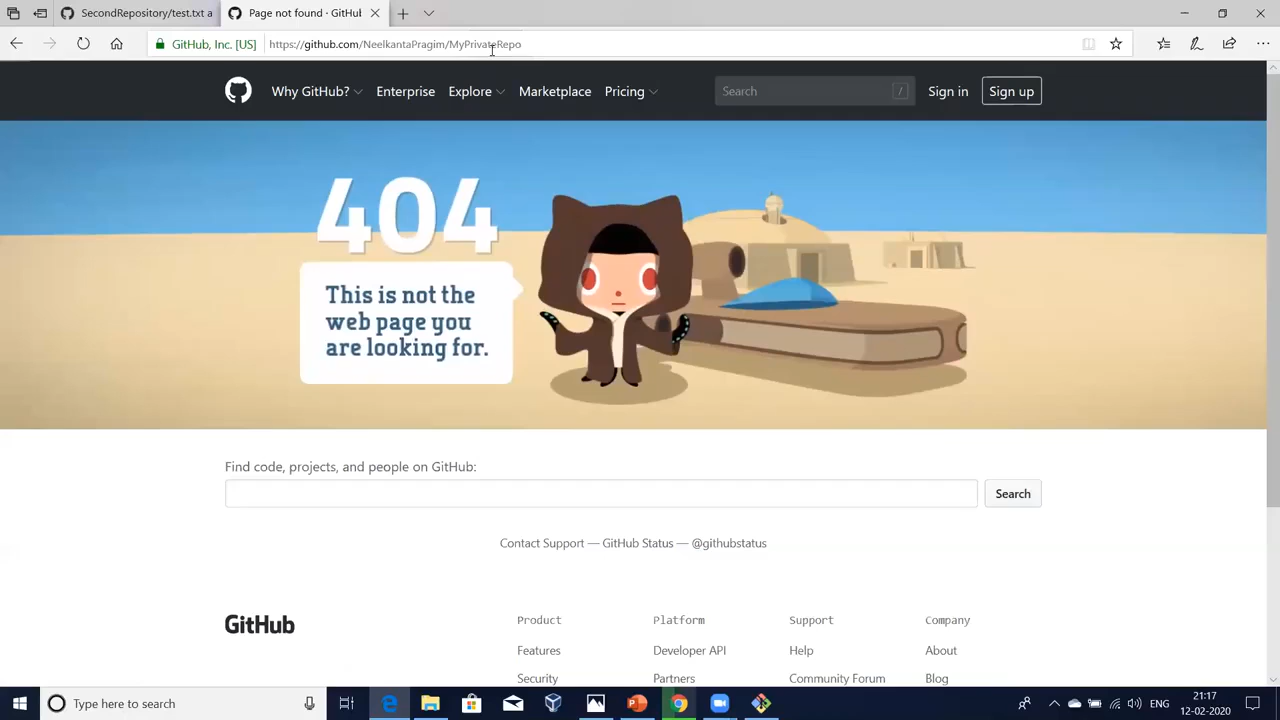 SecondRepository/test.txt a
Page not found · GitHub
GitHub, Inc. [US]
https://github.com/NeelkantaPragim/MyPrivateRepo
Why GitHub?
Enterprise
Explore
Marketplace
Pricing
Search
/
Sign in
Sign up
404
This is not the
web page you
are looking for.
Find code, projects, and people on GitHub:
Search
Contact Support — GitHub Status — @githubstatus
GitHub
Product
Platform
Support
Company
Features
Developer API
Help
About
Security
Partners
Community Forum
Blog
Type here to search
ENG
21:17
12-02-2020